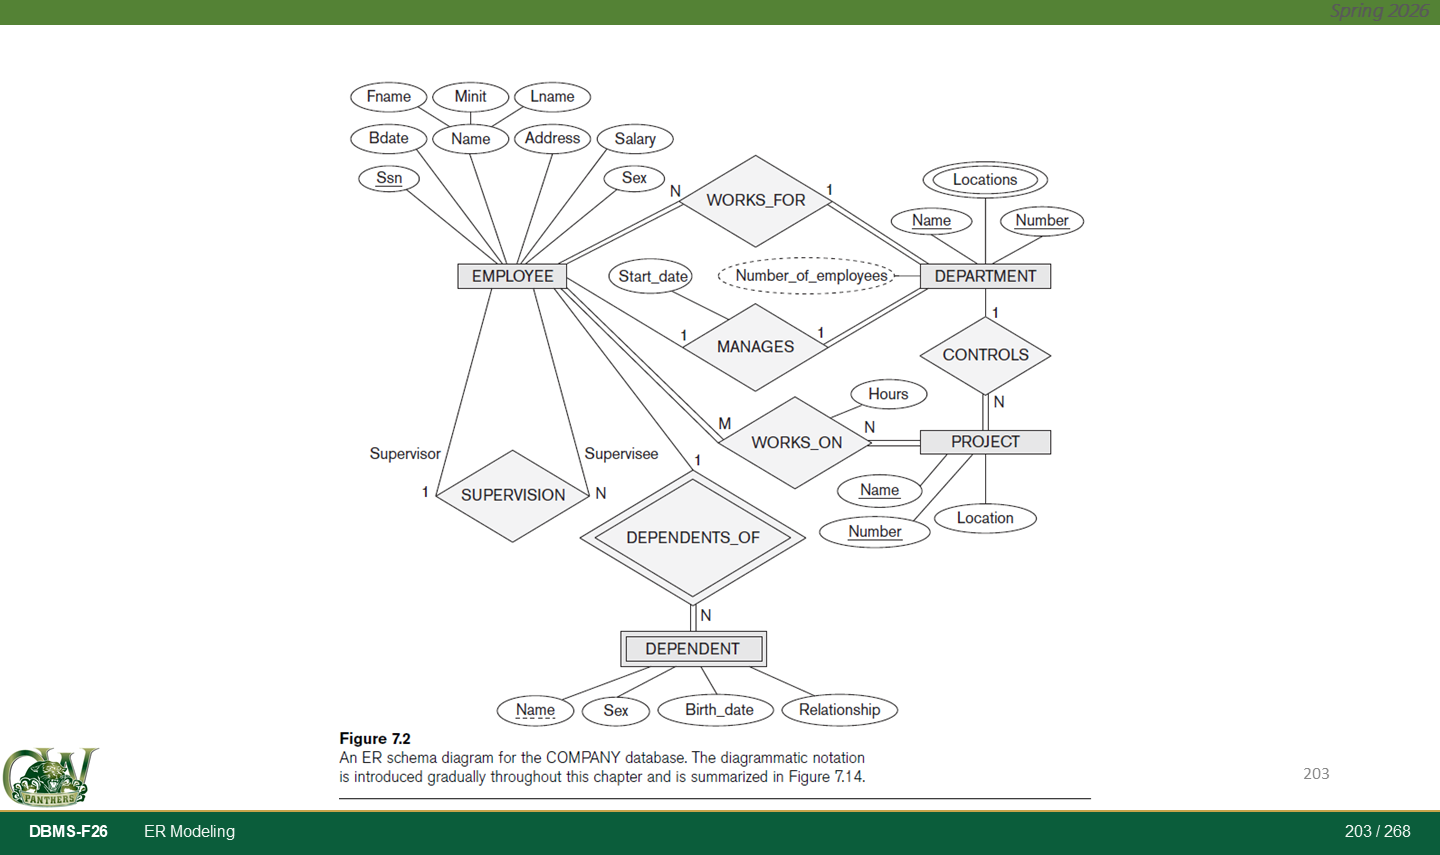 Spring 2026
Fname Minit Lname
Bdate Name Address Salary
Ssn Sex
N WORKS_FOR 1
Locations
Name Number
EMPLOYEE Start_date Number_of_employees DEPARTMENT
1 MANAGES 1
1
CONTROLS
N
Hours
M WORKS_ON N PROJECT
Supervisor Supervisee
1 SUPERVISION N
1
Name
Number Location
DEPENDENTS_OF
N
DEPENDENT
Name Sex Birth_date Relationship
Figure 7.2
An ER schema diagram for the COMPANY database. The diagrammatic notation
is introduced gradually throughout this chapter and is summarized in Figure 7.14.
203
OW
PANTHERS
DBMS-F26 ER Modeling 203 / 268